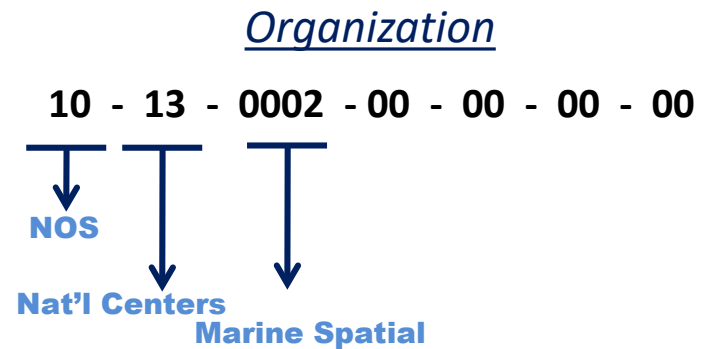 Organization
10 - 13 - 0002 - 00 - 00 - 00 - 00
NOS
Nat’l Centers
Marine Spatial